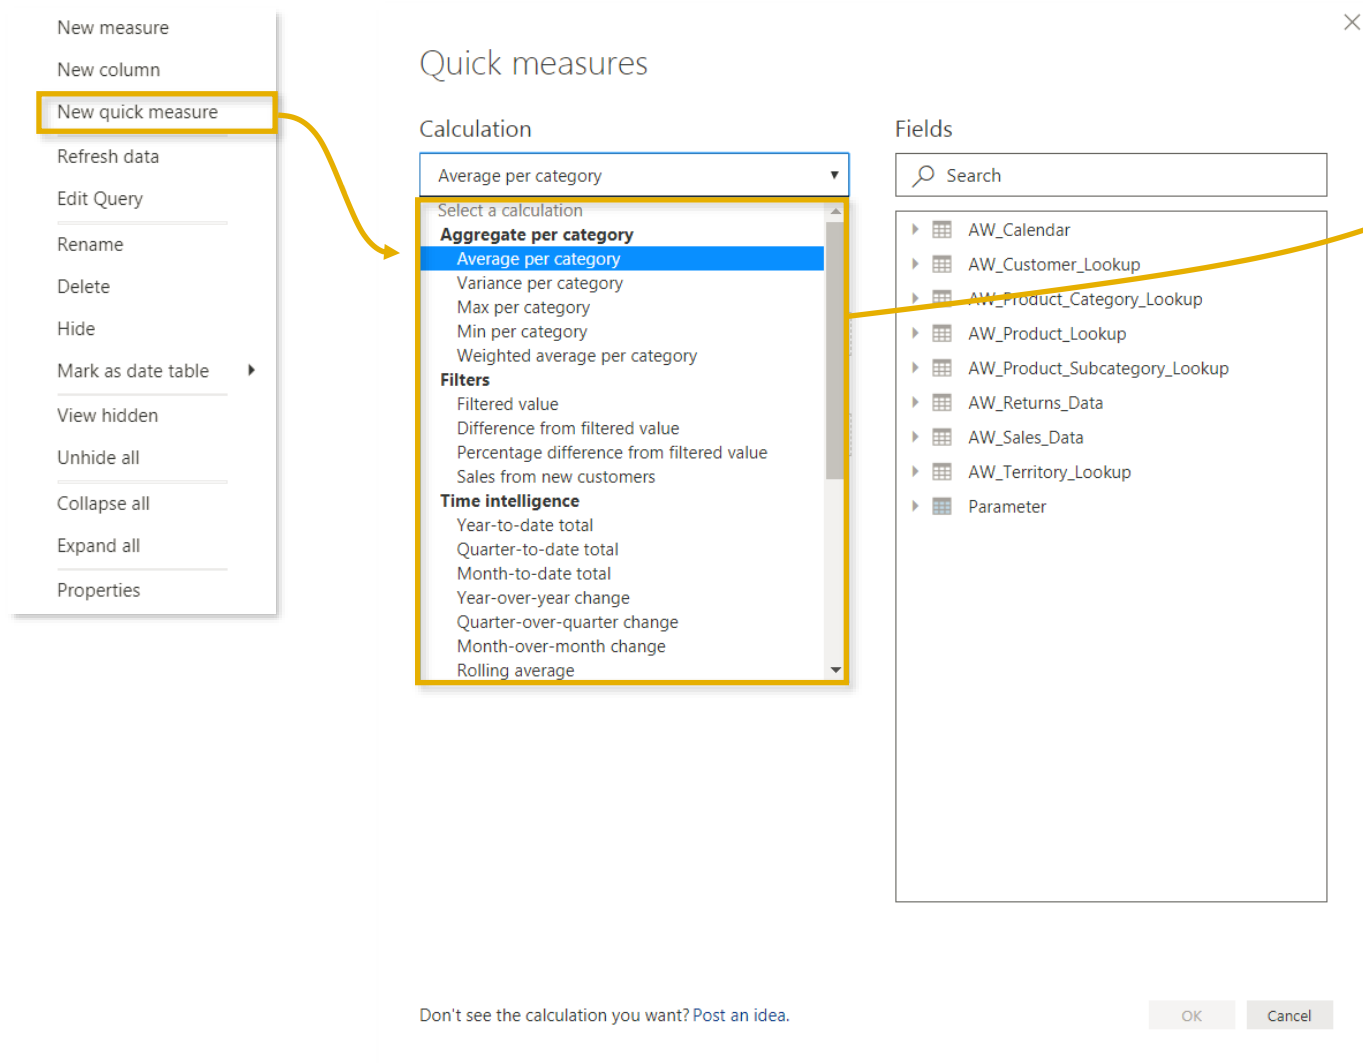 New measure
New column
New quick measure
Refresh data
Edit Query
Rename
Delete
Hide
Mark as date table
View hidden
Unhide all
Collapse all
Expand all
Properties
Quick measures
Calculation
Average per category
Select a calculation
Aggregate per category
Average per category
Variance per category
Max per category
Min per category
Weighted average per category
Filters
Filtered value
Difference from filtered value
Percentage difference from filtered value
Sales from new customers
Time intelligence
Year-to-date total
Quarter-to-date total
Month-to-date total
Year-over-year change
Quarter-over-quarter change
Month-over-month change
Rolling average
Fields
Search
AW_Calendar
AW_Customer_Lookup
AW_Product_Category_Lookup
AW_Product_Lookup
AW_Product_Subcategory_Lookup
AW_Returns_Data
AW_Sales_Data
AW_Territory_Lookup
Parameter
Don't see the calculation you want? Post an idea.
OK
Cancel